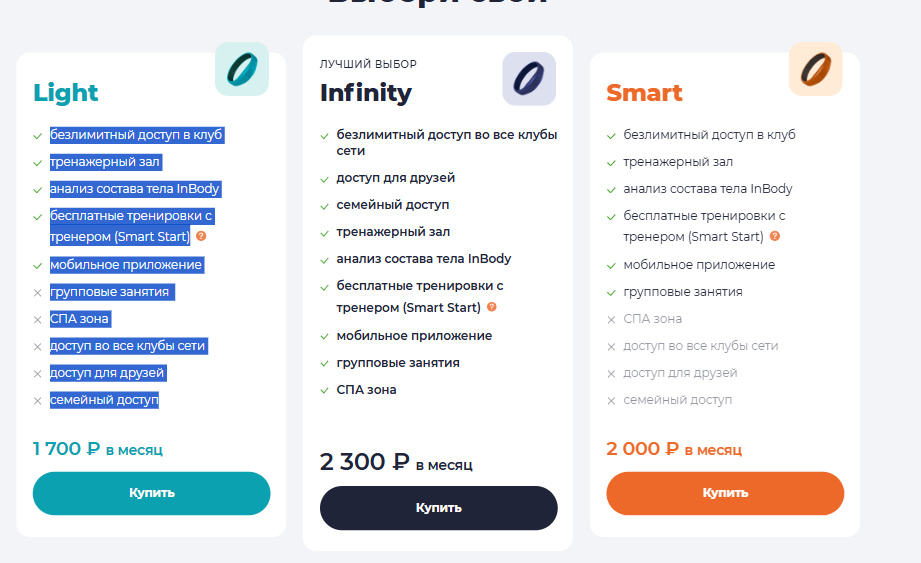 Выбери свой
Light
безлимитный доступ в клуб
тренажерный зал
анализ состава тела InBody
бесплатные тренировки с
тренером (Smart Start) ?
мобильное приложение
групповые занятия
СПА зона
доступ во все клубы сети
доступ для друзей
семейный доступ
1 700 ₽ в месяц
Купить
ЛУЧШИЙ ВЫБОР
Infinity
безлимитный доступ во все клубы
сети
доступ для друзей
семейный доступ
тренажерный зал
анализ состава тела InBody
бесплатные тренировки с
тренером (Smart Start) ?
мобильное приложение
групповые занятия
СПА зона
2 300 ₽ в месяц
Купить
Smart
безлимитный доступ в клуб
тренажерный зал
анализ состава тела InBody
бесплатные тренировки с
тренером (Smart Start) ?
мобильное приложение
групповые занятия
СПА зона
доступ во все клубы сети
доступ для друзей
семейный доступ
2 000 ₽ в месяц
Купить